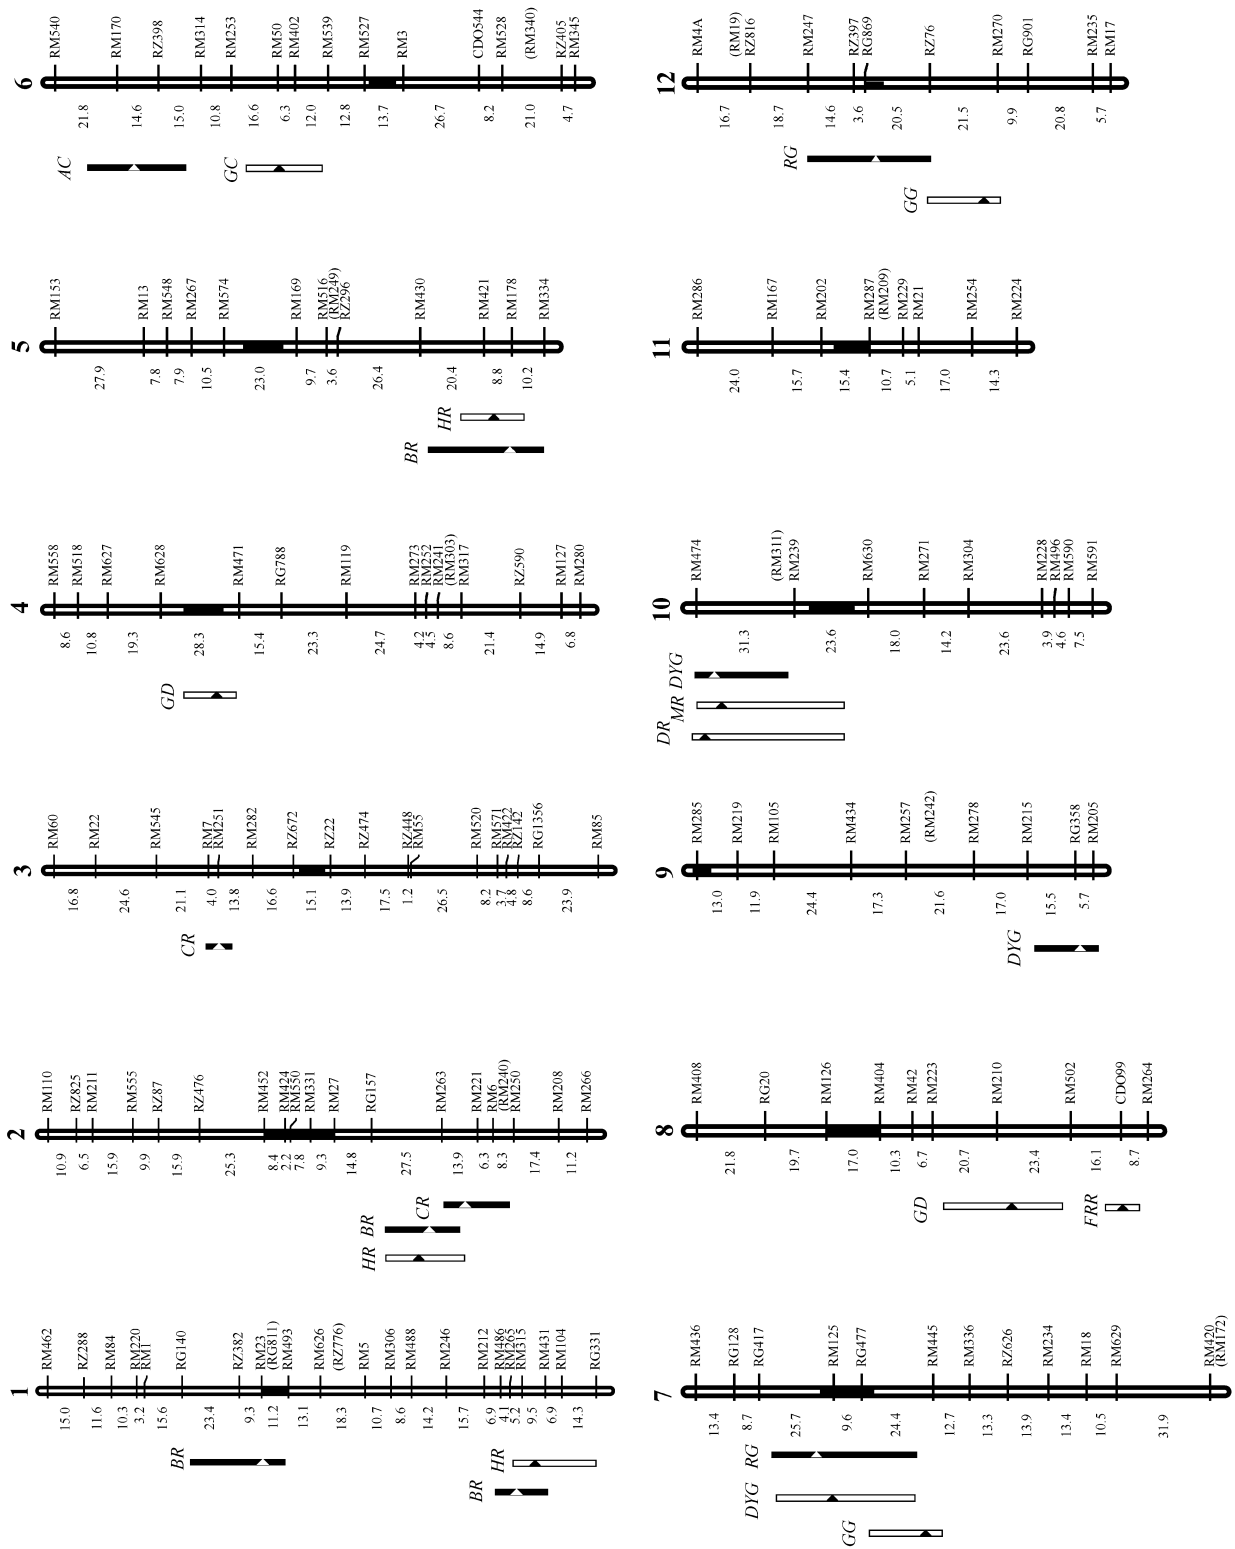 1
RM462
RZ288
RM84
RM220
RM1
RG140
RZ382
RM23
(RG811)
RM493
RM626
(RZ776)
RM5
RM306
RM488
RM246
RM212
RM486
RM265
RM315
RM431
RM104
RG331
15.0
11.6
10.3
3.2
15.6
23.4
9.3
11.2
13.1
18.3
10.7
8.6
14.2
15.7
6.9
4.1
5.2
9.5
6.9
14.3
BR
HR
BR
2
RM110
RZ825
RM211
RM555
RZ87
RZ476
RM452
RM424
RM550
RM331
RM27
RG157
RM263
RM221
RM6
(RM240)
RM250
RM208
RM266
10.9
6.5
15.9
9.9
15.9
25.3
8.4
2.2
7.8
9.3
14.8
27.5
13.9
6.3
8.3
17.4
11.2
CR
BR
HR
3
RM60
RM22
RM545
RM7
RM251
RM282
RZ672
RZ22
RZ474
RZ448
RM55
RM520
RM571
RM422
RZ142
RG1356
RM85
16.8
24.6
21.1
4.0
13.8
16.6
15.1
13.9
17.5
1.2
26.5
8.2
3.7
4.8
8.6
23.9
CR
4
RM558
RM518
RM627
RM628
RM471
RG788
RM119
RM273
RM252
RM241
(RM303)
RM317
RZ590
RM127
RM280
8.6
10.8
19.3
28.3
15.4
23.3
24.7
4.2
4.5
8.6
21.4
14.9
6.8
GD
5
RM153
RM13
RM548
RM267
RM574
RM169
RM516
(RM249)
RZ296
RM430
RM421
RM178
RM334
27.9
7.8
7.9
10.5
23.0
9.7
3.6
26.4
20.4
8.8
10.2
HR
BR
6
RM540
RM170
RZ398
RM314
RM253
RM50
RM402
RM539
RM527
RM3
CDO544
RM528
(RM340)
RZ405
RM345
21.8
14.6
15.0
10.8
16.6
6.3
12.0
12.8
13.7
26.7
8.2
21.0
4.7
AC
GC
7
RM436
RG128
RG417
RM125
RG477
RM445
RM336
RZ626
RM234
RM18
RM629
RM420
(RM172)
13.4
8.7
25.7
9.6
24.4
12.7
13.3
13.9
13.4
10.5
31.9
RG
DYG
GG
8
RM408
RG20
RM126
RM404
RM42
RM223
RM210
RM502
CDO99
RM264
21.8
19.7
17.0
10.3
6.7
20.7
23.4
16.1
8.7
GD
FRR
9
RM285
RM219
RM105
RM434
RM257
(RM242)
RM278
RM215
RG358
RM205
13.0
11.9
24.4
17.3
21.6
17.0
15.5
5.7
DYG
10
RM474
(RM311)
RM239
RM630
RM271
RM304
RM228
RM496
RM590
RM591
31.3
23.6
18.0
14.2
23.6
3.9
4.6
7.5
DYG
MR
DR
11
RM286
RM167
RM202
RM287
(RM209)
RM229
RM21
RM254
RM224
24.0
15.7
15.4
10.7
5.1
17.0
14.3
12
RM4A
(RM19)
RZ816
RM247
RZ397
RG869
RZ76
RM270
RG901
RM235
RM17
16.7
18.7
14.6
3.6
20.5
21.5
9.9
20.8
5.7
RG
GG